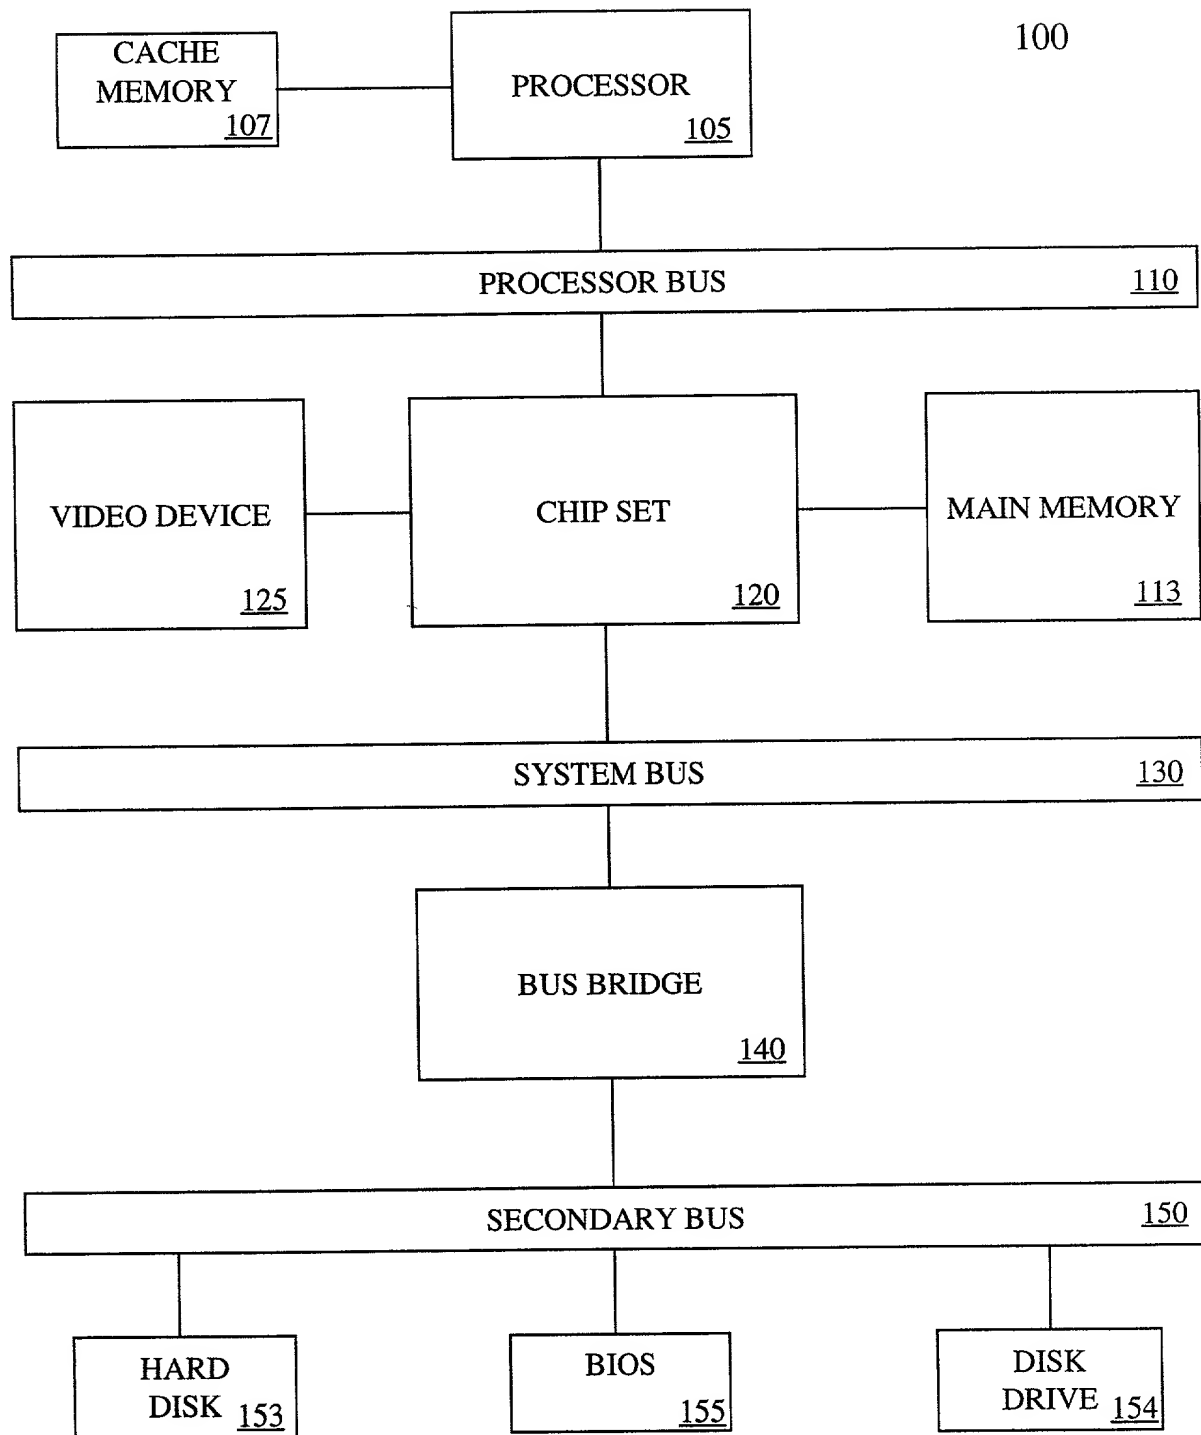 100
CACHE
MEMORY
107
PROCESSOR
105
PROCESSOR BUS
110
VIDEO DEVICE
125
CHIP SET
120
MAIN MEMORY
113
SYSTEM BUS
130
BUS BRIDGE
140
SECONDARY BUS
150
HARD
DISK
153
BIOS
155
DISK
DRIVE
154